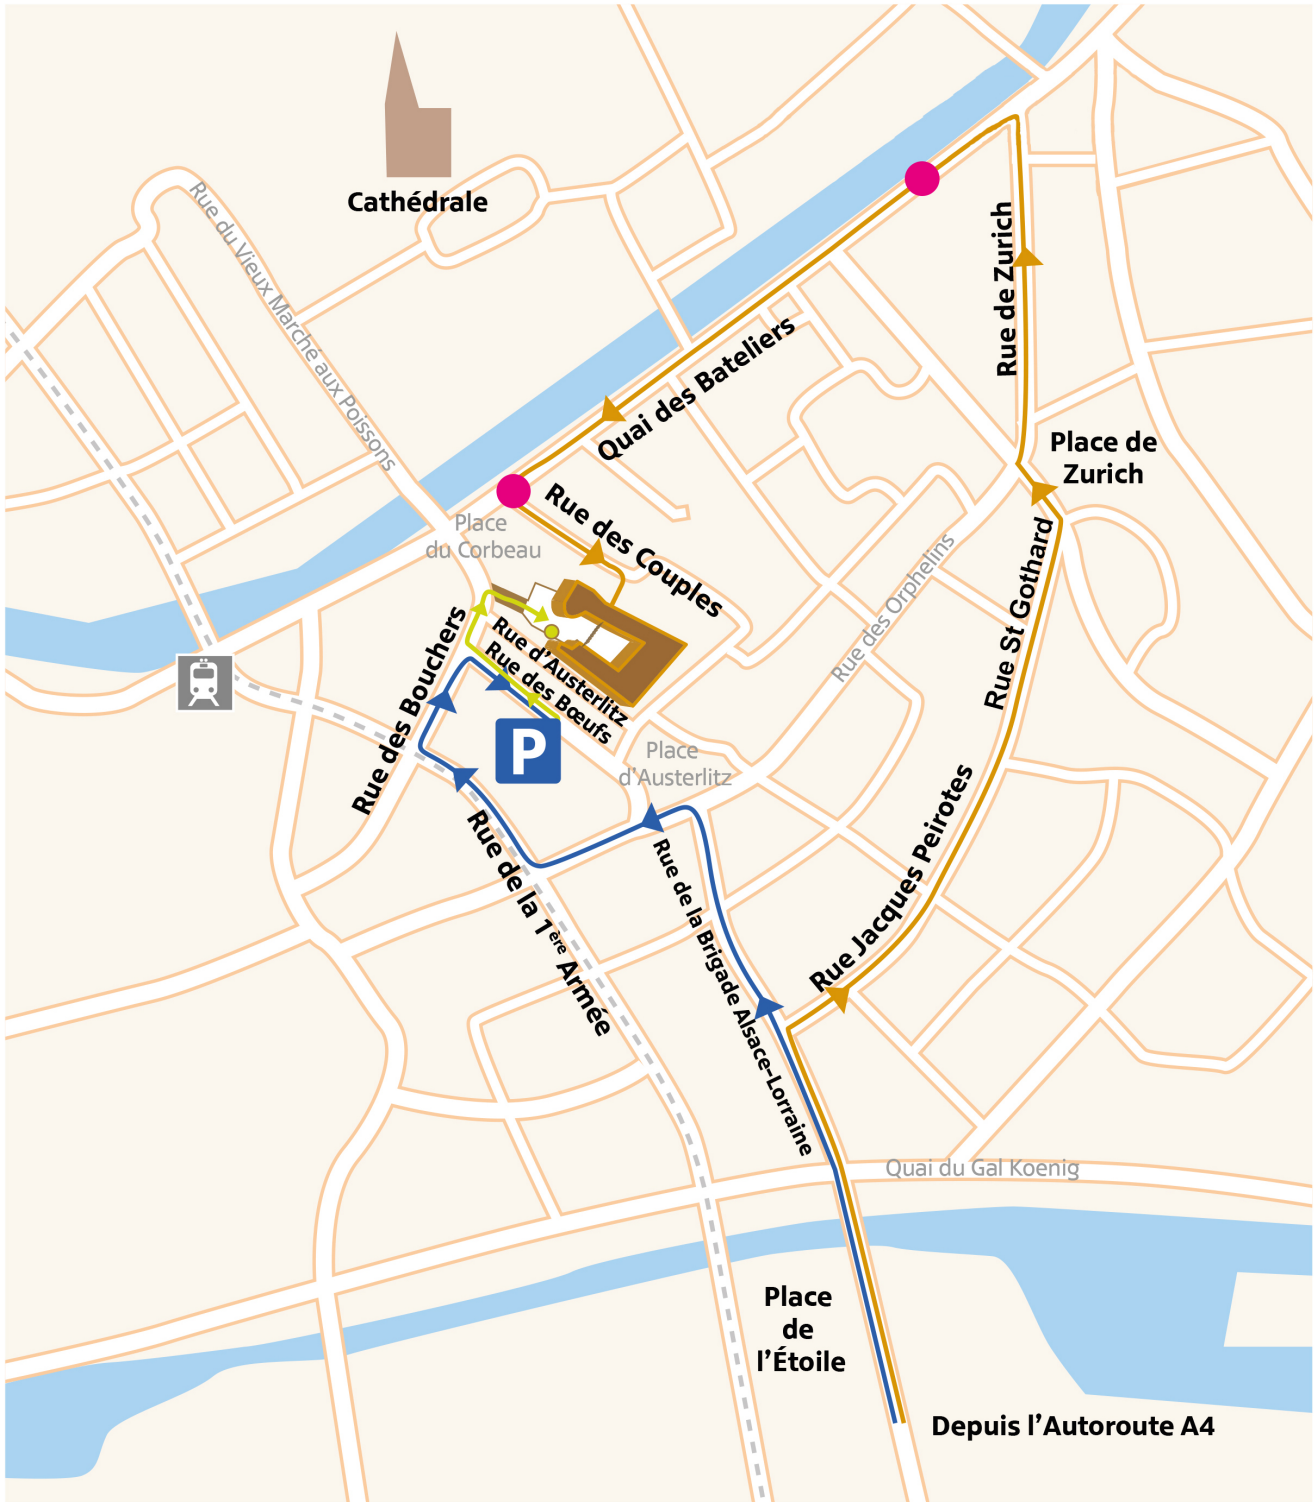 Cathédrale
Rue du Vieux Marché aux Poissons
Rue de Zurich
Quai des Bateliers
Place de
Zurich
Rue des Couples
Place
du Corbeau
Rue St Gothard
Rue des Orphelins
Rue des Bouchers
Rue d'Austerlitz
Rue des Bœufs
P
Place
d'Austerlitz
Rue Jacques Peirotes
Rue de la 1ère Armée
Rue de la Brigade Alsace-Lorraine
Quai du Gal Koenig
Place
de
l'Étoile
Depuis l'Autoroute A4